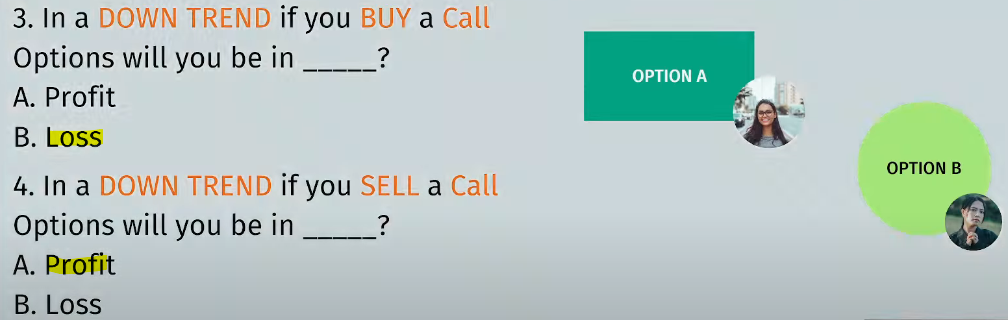 3. In a DOWN TREND if you BUY a Call
Options will you be in _____?
A. Profit
B. Loss
4. In a DOWN TREND if you SELL a Call
Options will you be in _____?
A. Profit
B. Loss
OPTION A
OPTION B